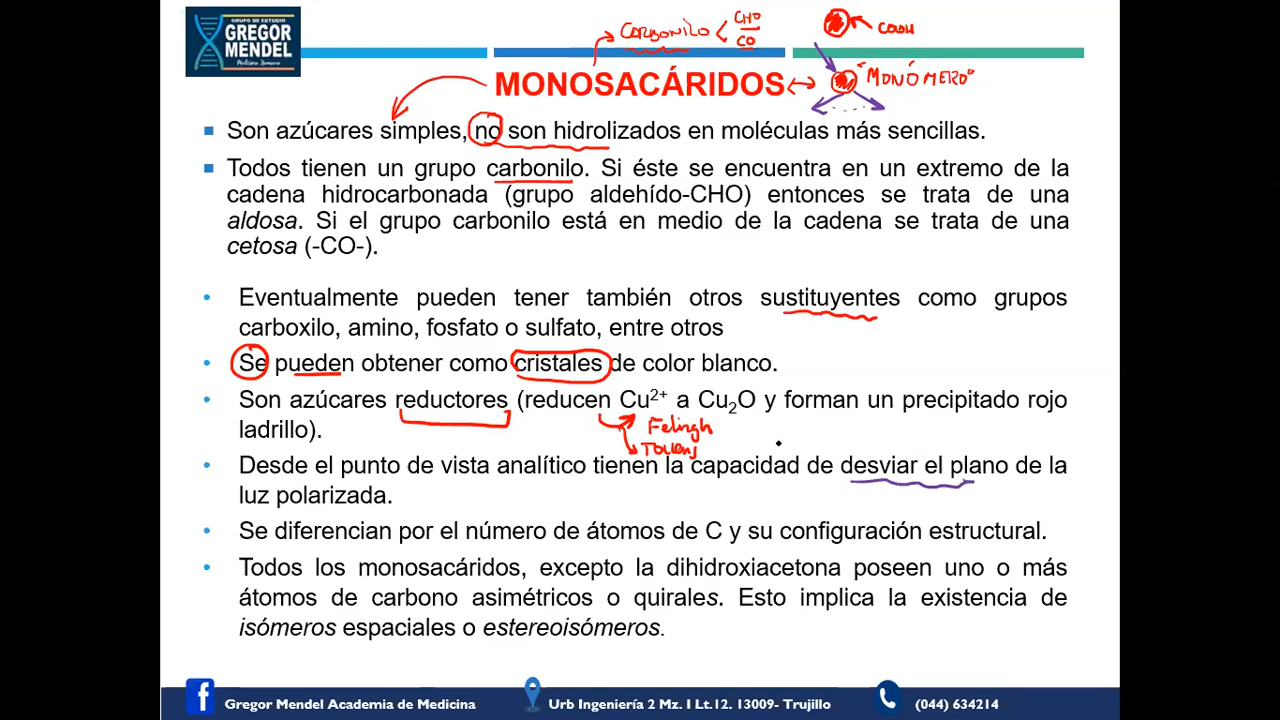 GRUPO DE ESTUDIO
GREGOR
MENDEL
Medicina Humana
CARBONILO < CHO
CO
COOH
MONOSACÁRIDOS
"MONÓMERO"
▪ Son azúcares simples, no son hidrolizados en moléculas más sencillas.
▪ Todos tienen un grupo carbonilo. Si éste se encuentra en un extremo de la
cadena hidrocarbonada (grupo aldehído-CHO) entonces se trata de una
aldosa. Si el grupo carbonilo está en medio de la cadena se trata de una
cetosa (-CO-).
• Eventualmente pueden tener también otros sustituyentes como grupos
carboxilo, amino, fosfato o sulfato, entre otros
• Se pueden obtener como cristales de color blanco.
• Son azúcares reductores (reducen Cu²⁺ a Cu₂O y forman un precipitado rojo
ladrillo).
Felingh
Tollens
• Desde el punto de vista analítico tienen la capacidad de desviar el plano de la
luz polarizada.
• Se diferencian por el número de átomos de C y su configuración estructural.
• Todos los monosacáridos, excepto la dihidroxiacetona poseen uno o más
átomos de carbono asimétricos o quirales. Esto implica la existencia de
isómeros espaciales o estereoisómeros.
Gregor Mendel Academia de Medicina
Urb Ingeniería 2 Mz. I Lt.12. 13009- Trujillo
(044) 634214